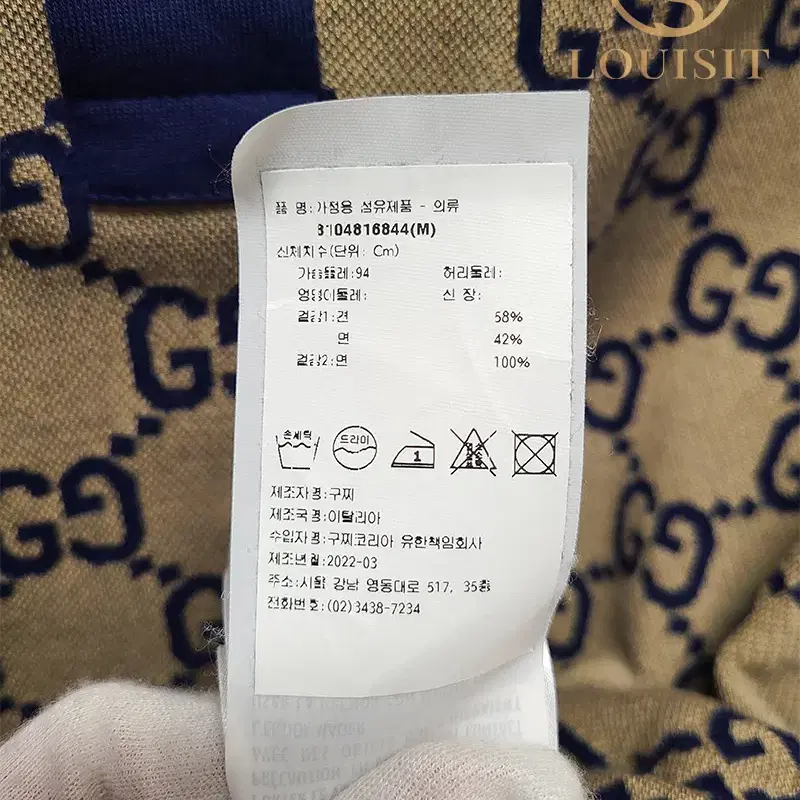 LOUISIT
품 명:가정용 섬유제품 - 의류
8104816844(M)
신체치수(단위: Cm)
가슴둘레:94 허리둘레:
엉덩이둘레: 신 장:
겉감1:견 58%
면 42%
겉감2:면 100%
손세탁 드라이 1
제조자명:구찌
제조국명:이탈리아
수입자명:구찌코리아 유한책임회사
제조년월:2022-03
주소:서울 강남 영동대로 517, 35층
전화번호:(02)3438-7234